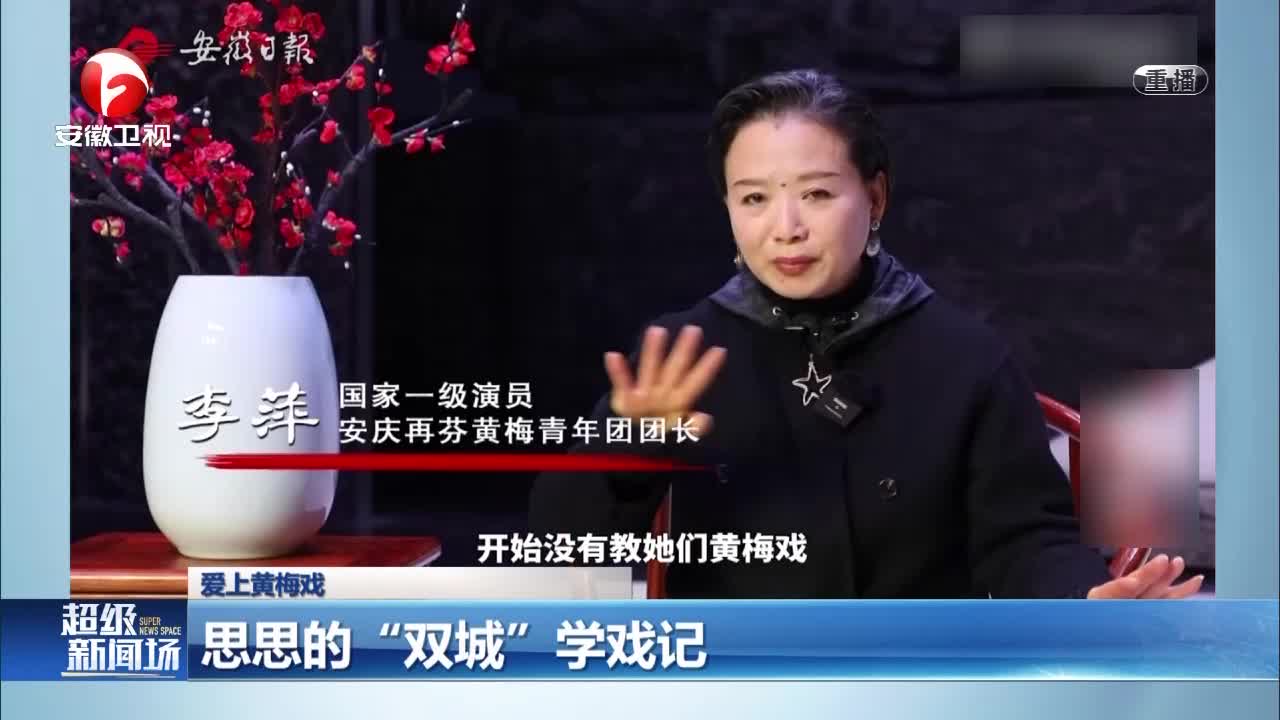 安徽日報
安徽卫视
重播
李萍
国家一级演员
安庆再芬黄梅青年团团长
开始没有教她们黄梅戏
爱上黄梅戏
超级新闻场
SUPER NEWS SPACE
思思的“双城”学戏记